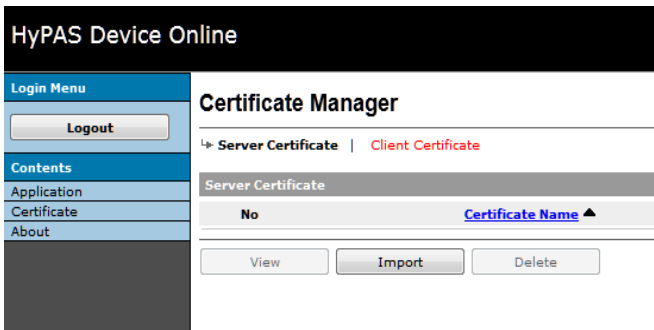 HyPAS Device Online
Login Menu
Logout
Contents
Application
Certificate
About
Certificate Manager
Server Certificate | Client Certificate
Server Certificate
No Certificate Name ▲
View Import Delete